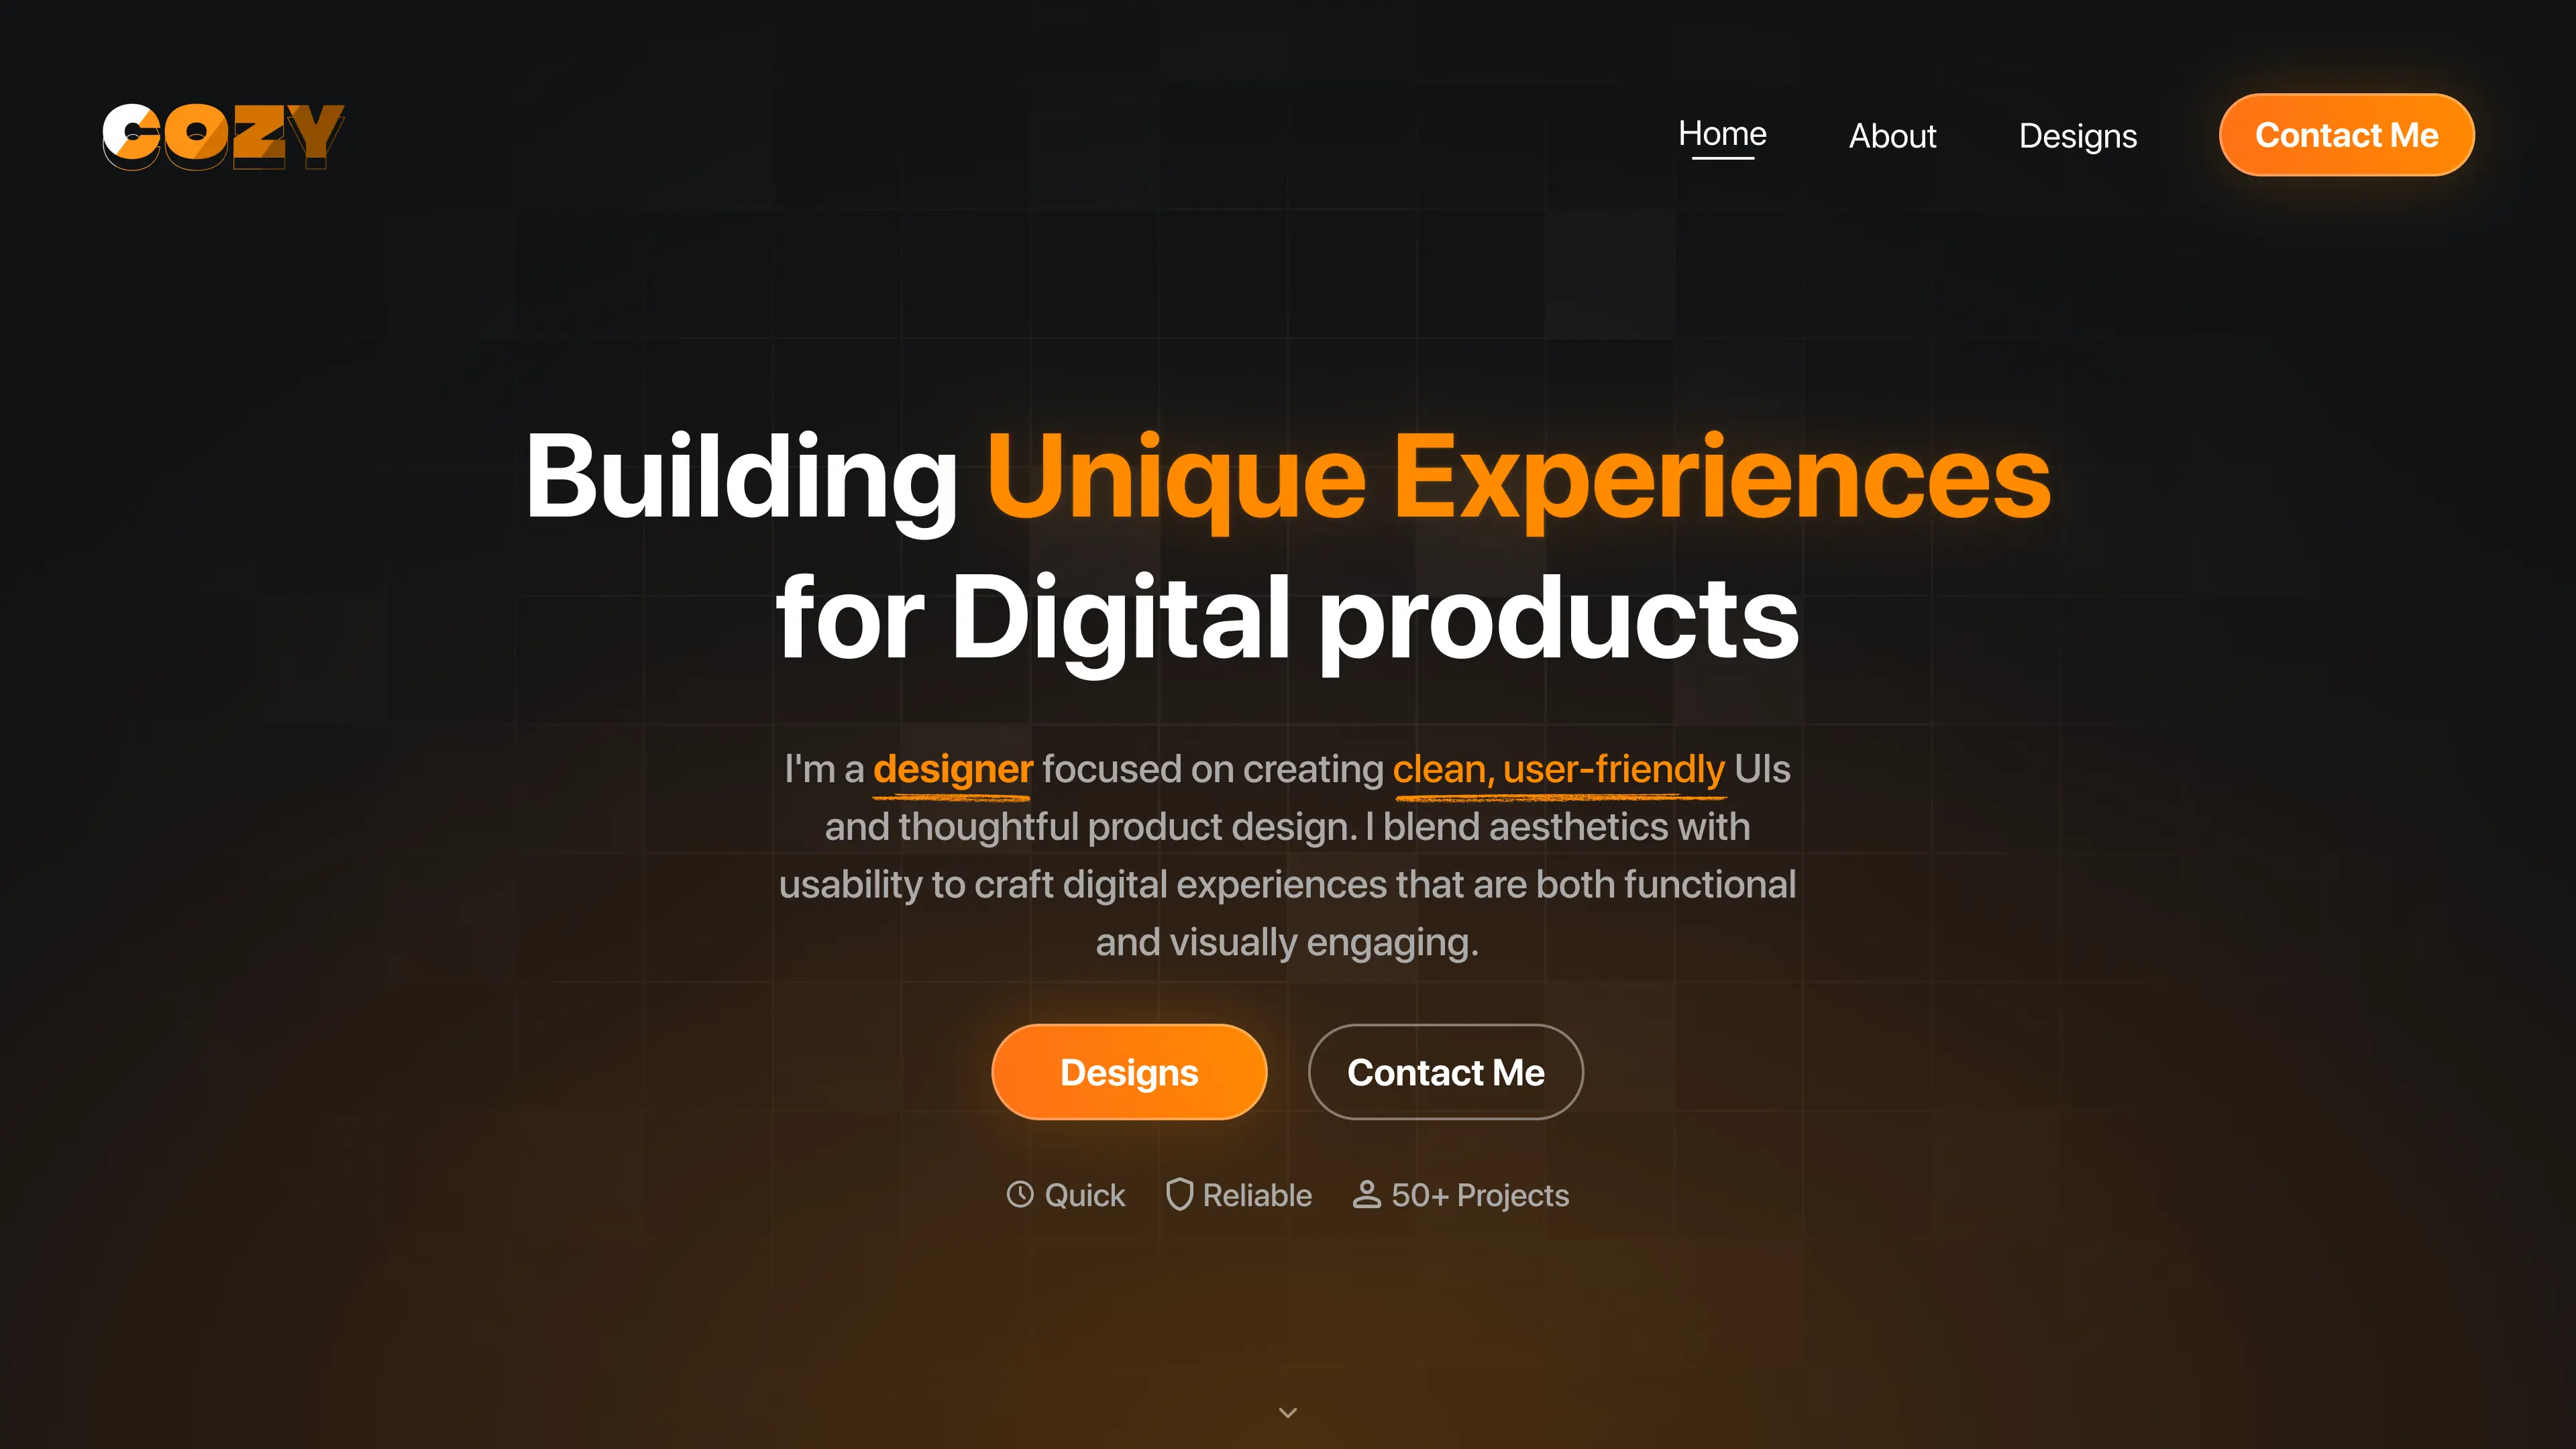 COZY
Home
About
Designs
Contact Me
Building Unique Experiences
for Digital products
I'm a designer focused on creating clean, user-friendly UIs
and thoughtful product design. I blend aesthetics with
usability to craft digital experiences that are both functional
and visually engaging.
Designs
Contact Me
Quick
Reliable
50+ Projects